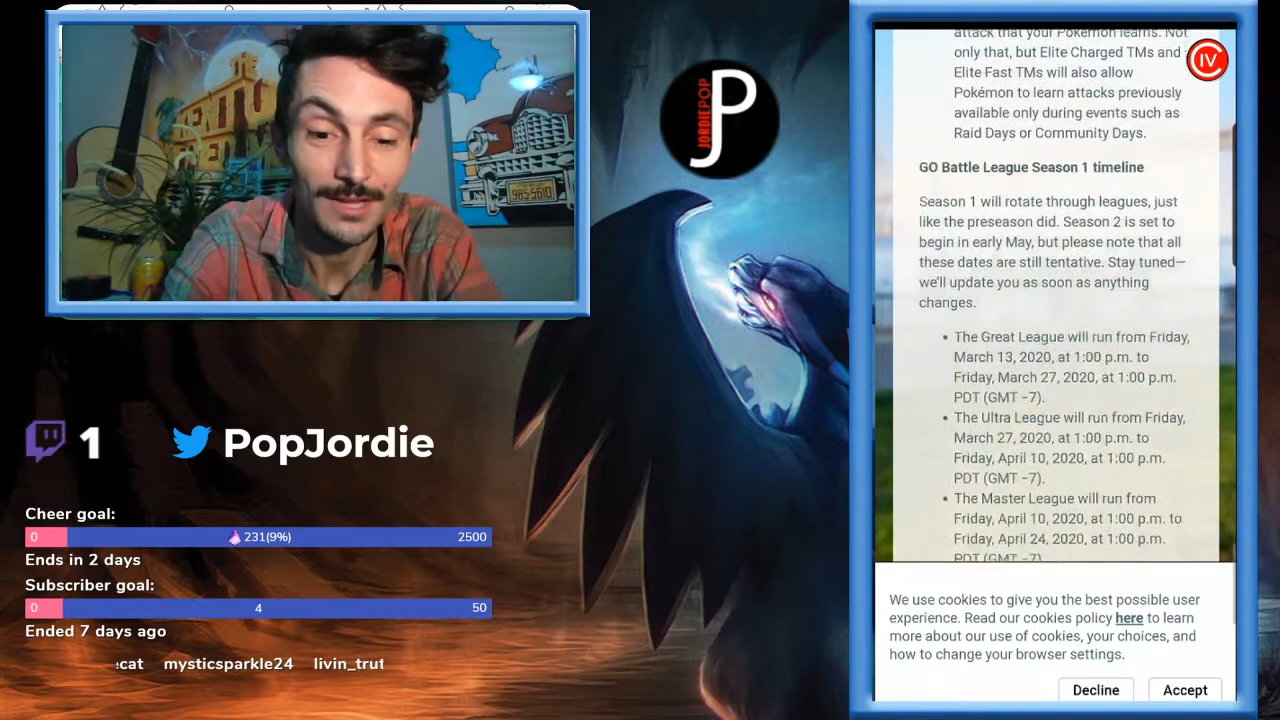 985·5610
JORDIEPOP
JP
1 PopJordie
Cheer goal:
0 231(9%) 2500
Ends in 2 days
Subscriber goal:
0 4 50
Ended 7 days ago
:cat mysticsparkle24 livin_trut
CIV
attack that your Pokémon learns. Not
only that, but Elite Charged TMs and
Elite Fast TMs will also allow
Pokémon to learn attacks previously
available only during events such as
Raid Days or Community Days.
GO Battle League Season 1 timeline
Season 1 will rotate through leagues, just
like the preseason did. Season 2 is set to
begin in early May, but please note that all
these dates are still tentative. Stay tuned—
we'll update you as soon as anything
changes.
• The Great League will run from Friday,
March 13, 2020, at 1:00 p.m. to
Friday, March 27, 2020, at 1:00 p.m.
PDT (GMT -7).
• The Ultra League will run from Friday,
March 27, 2020, at 1:00 p.m. to
Friday, April 10, 2020, at 1:00 p.m.
PDT (GMT -7).
• The Master League will run from
Friday, April 10, 2020, at 1:00 p.m. to
Friday, April 24, 2020, at 1:00 p.m.
PDT (GMT -7)
We use cookies to give you the best possible user
experience. Read our cookies policy here to learn
more about our use of cookies, your choices, and
how to change your browser settings.
Decline Accept